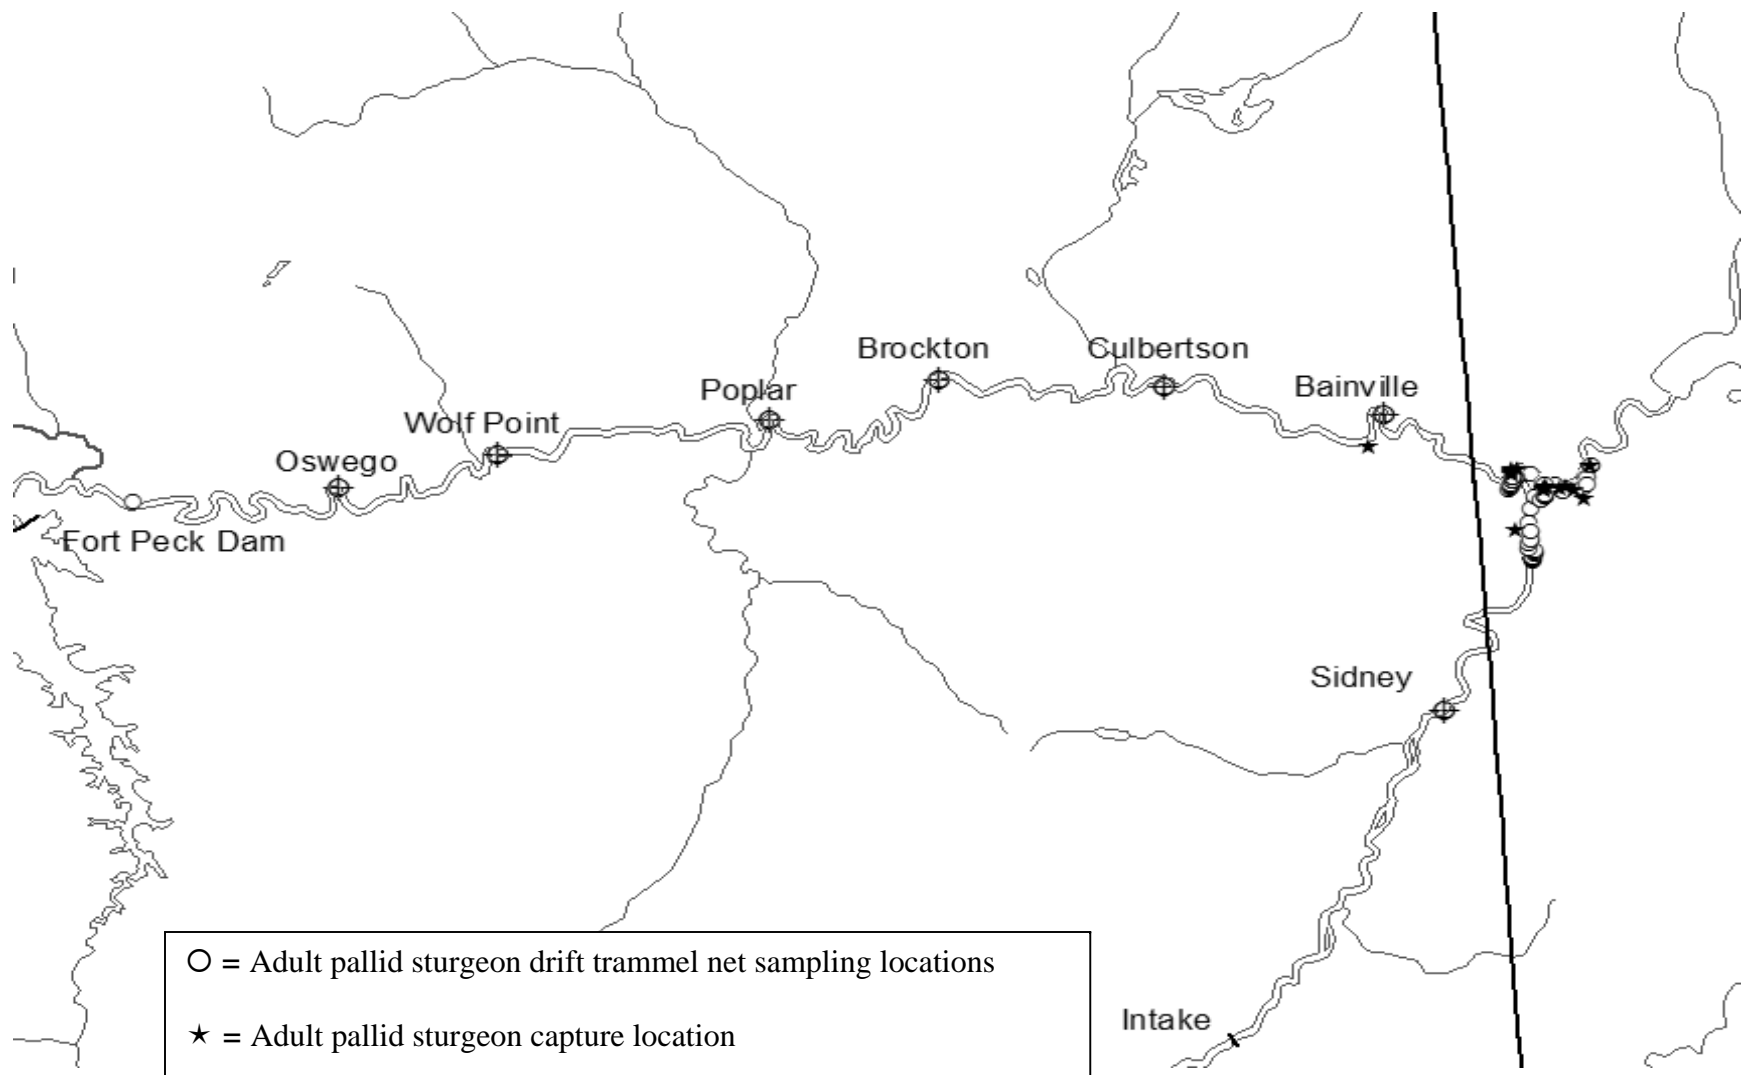 Brockton
Culbertson
Poplar
Bainville
Wolf Point
Oswego
Fort Peck Dam
Sidney
Intake
O = Adult pallid sturgeon drift trammel net sampling locations
★ = Adult pallid sturgeon capture location